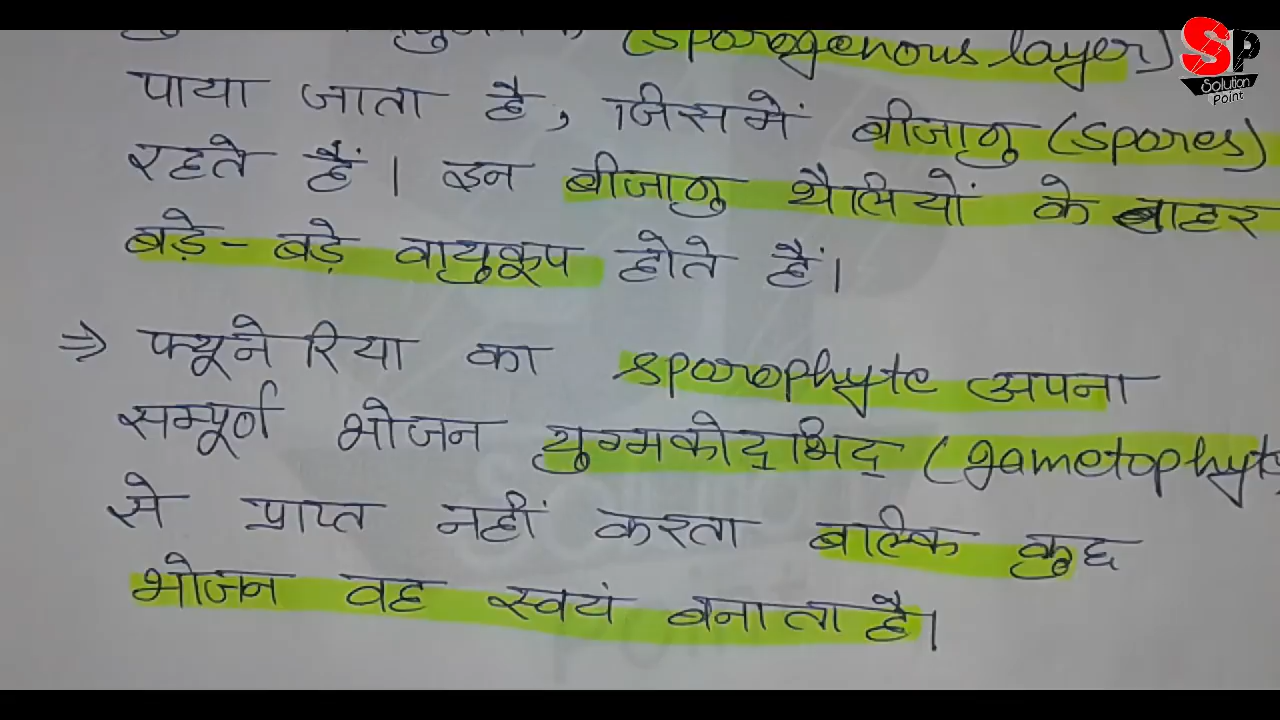 (Sporogenous layer)
पाया जाता है, जिसमें बीजाणु (Spores)
रहते हैं। इन बीजाणु थैलियों के बाहर
बड़े - बड़े वायुकूप होते हैं।
⇒ फ्यूनेरिया का sporophyte अपना
सम्पूर्ण भोजन युग्मकोद्भिद् (gametophyte
से प्राप्त नहीं करता बाल्कि कुछ
भोजन वह स्वयं बनाता है।
SP
Solution
Point